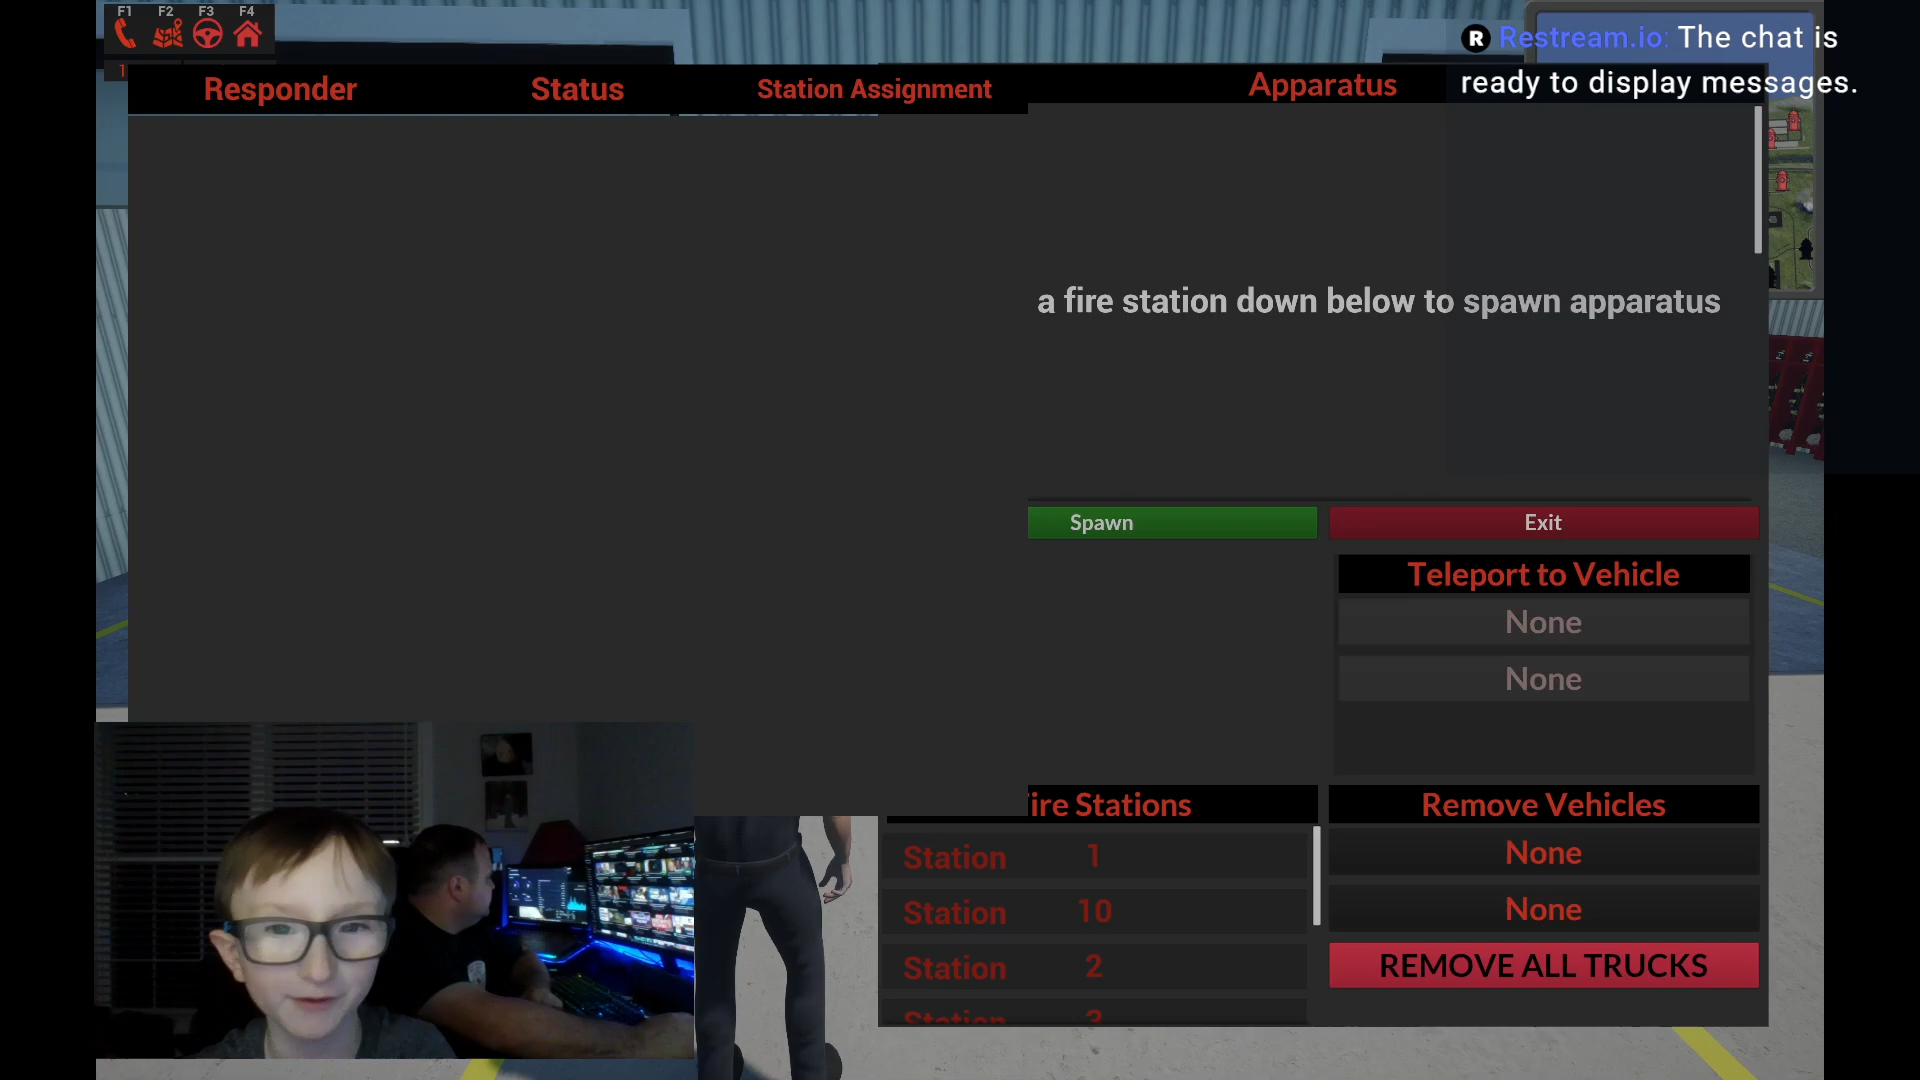 F1 F2 F3 F4
1
Responder Status Station Assignment
Apparatus
Restream.io: The chat is
ready to display messages.
a fire station down below to spawn apparatus
Spawn
Exit
Teleport to Vehicle
None
None
ire Stations
Station 1
Station 10
Station 2
Station 3
Remove Vehicles
None
None
REMOVE ALL TRUCKS